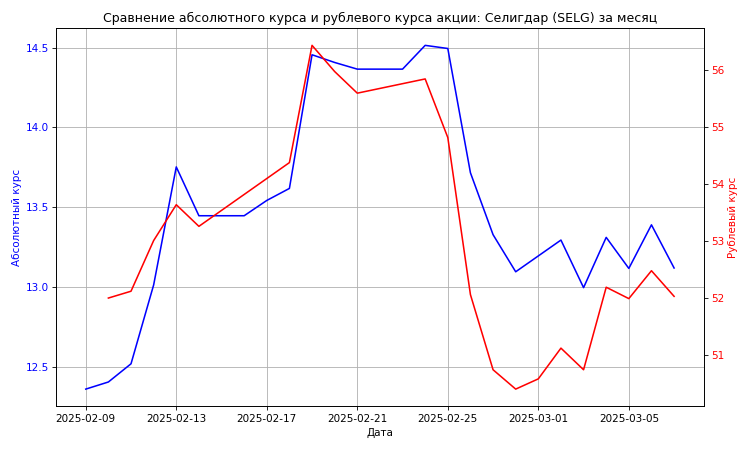 Сравнение абсолютного курса и рублевого курса акции: Селигдар (SELG) за месяц
Абсолютный курс
14.5
14.0
13.5
13.0
12.5
56
55
54
53
52
51
Рублевый курс
2025-02-09 2025-02-13 2025-02-17 2025-02-21 2025-02-25 2025-03-01 2025-03-05
Дата